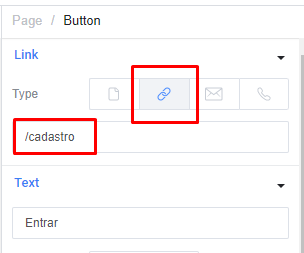 Page / Button
Link
Type
/cadastro
Text
Entrar